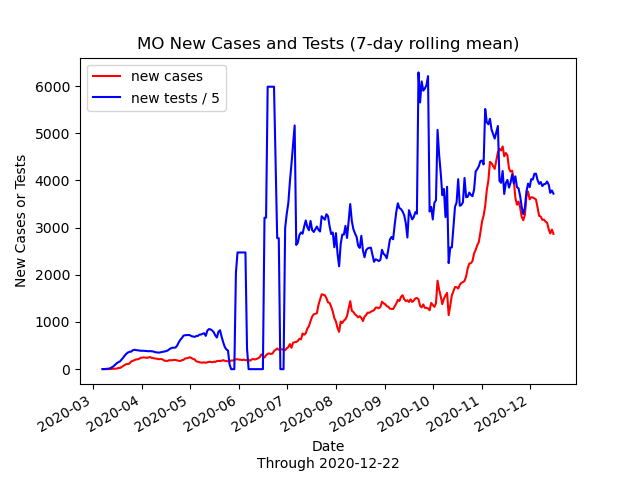 MO New Cases and Tests (7-day rolling mean)
new cases
new tests / 5
6000
5000
4000
3000
2000
1000
0
New Cases or Tests
2020-03
2020-04
2020-05
2020-06
2020-07
2020-08
2020-09
2020-10
2020-11
2020-12
Date
Through 2020-12-22